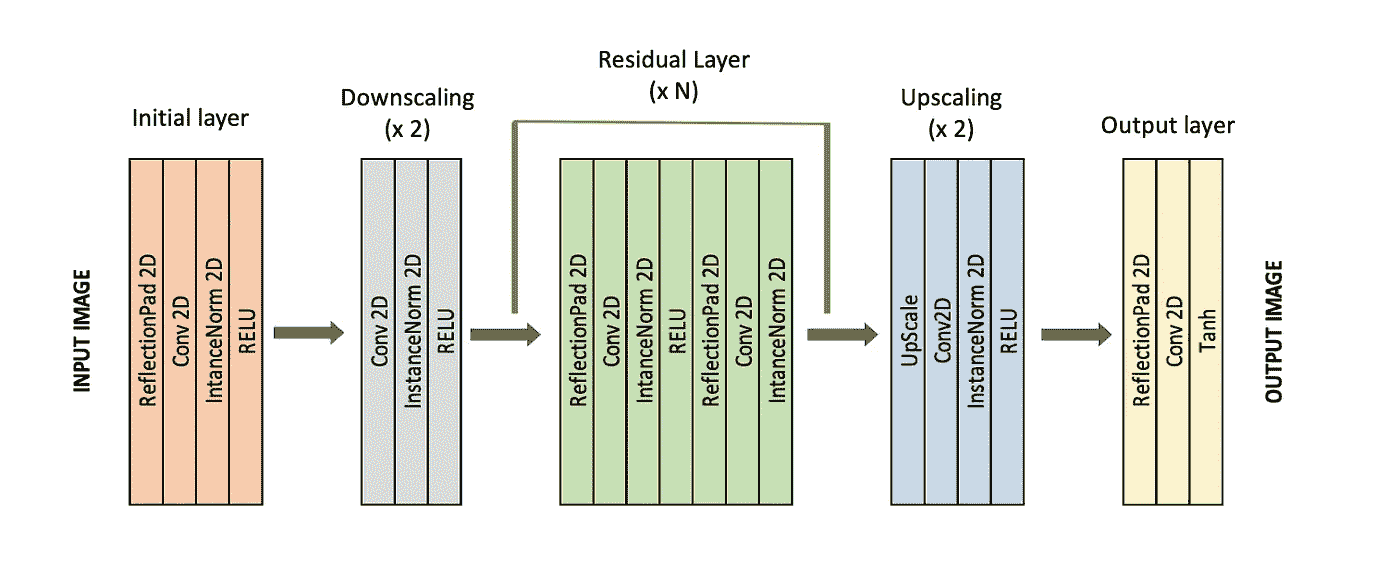 Residual Layer
(x N)
Downscaling
(x 2)
Upscaling
(x 2)
Initial layer
Output layer
INPUT IMAGE
ReflectionPad 2D
Conv 2D
IntanceNorm 2D
RELU
Conv 2D
InstanceNorm 2D
RELU
ReflectionPad 2D
Conv 2D
IntanceNorm 2D
RELU
ReflectionPad 2D
Conv 2D
IntanceNorm 2D
UpScale
Conv2D
InstanceNorm 2D
RELU
ReflectionPad 2D
Conv 2D
Tanh
OUTPUT IMAGE